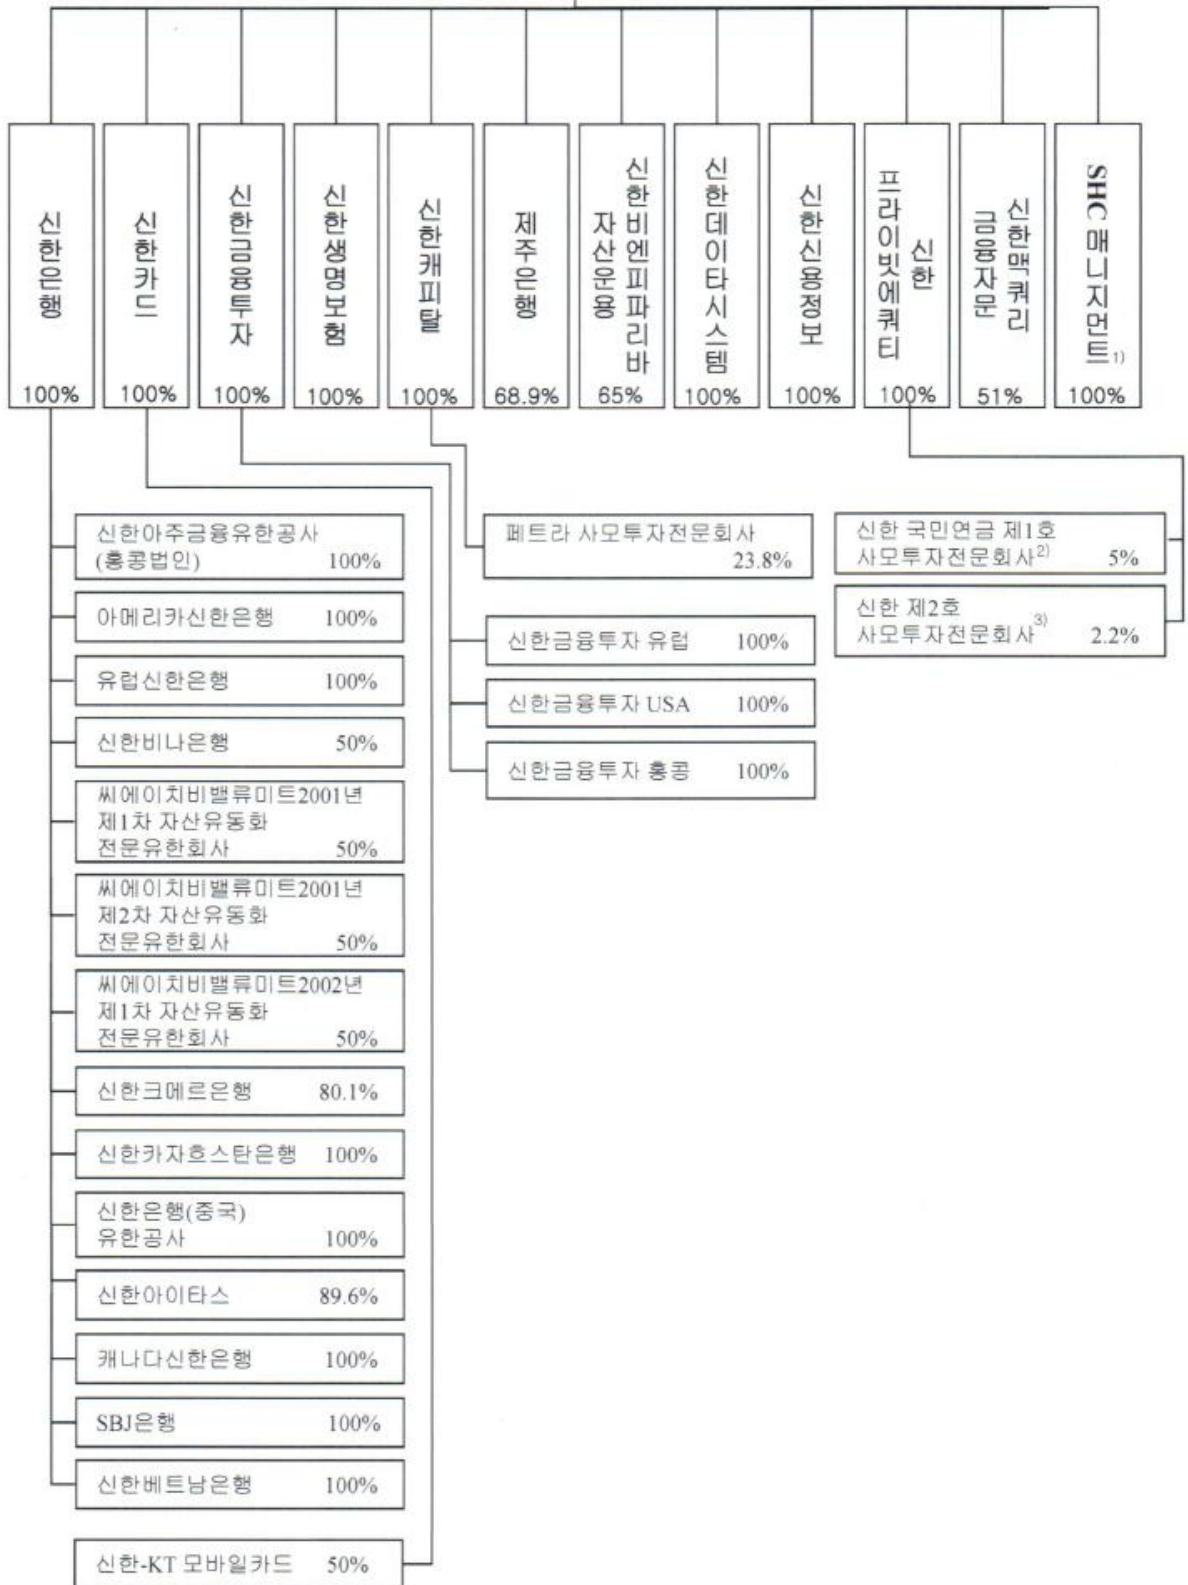 신한은행
100%
신한카드
100%
신한금융투자
100%
신한생명보험
100%
신한캐피탈
100%
제주은행
68.9%
신한비엔피파리바
자산운용
65%
신한데이타시스템
100%
신한신용정보
100%
신한
프라이빗에쿼티
100%
신한맥쿼리
금융자문
51%
SHC 매니지먼트1)
100%
신한아주금융유한공사
(홍콩법인) 100%
아메리카신한은행 100%
유럽신한은행 100%
신한비나은행 50%
씨에이치비밸류미트2001년
제1차 자산유동화
전문유한회사 50%
씨에이치비밸류미트2001년
제2차 자산유동화
전문유한회사 50%
씨에이치비밸류미트2002년
제1차 자산유동화
전문유한회사 50%
신한크메르은행 80.1%
신한카자흐스탄은행 100%
신한은행(중국)
유한공사 100%
신한아이타스 89.6%
캐나다신한은행 100%
SBJ은행 100%
신한베트남은행 100%
신한-KT 모바일카드 50%
페트라 사모투자전문회사
23.8%
신한금융투자 유럽 100%
신한금융투자 USA 100%
신한금융투자 홍콩 100%
신한 국민연금 제1호
사모투자전문회사2) 5%
신한 제2호
사모투자전문회사3) 2.2%